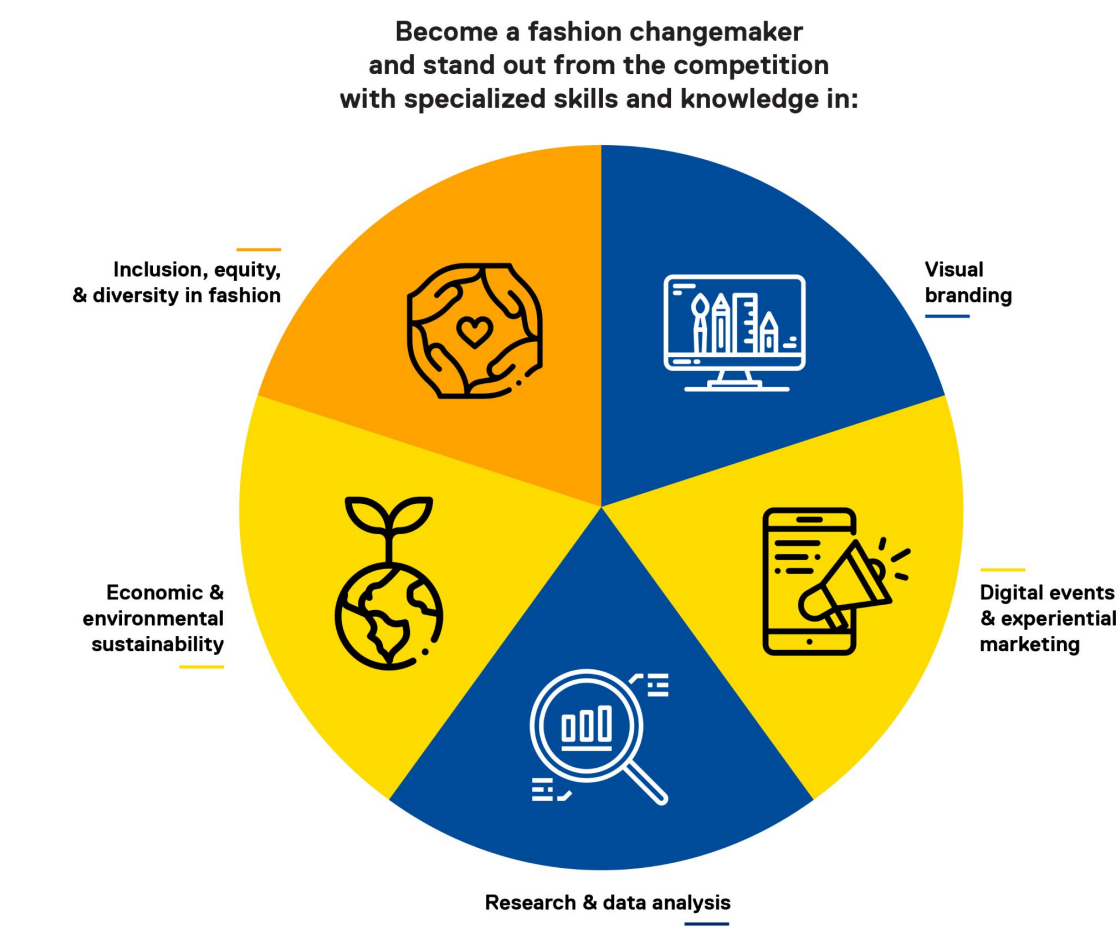 Become a fashion changemaker
and stand out from the competition
with specialized skills and knowledge in:
Inclusion, equity,
& diversity in fashion
Visual
branding
Economic &
environmental
sustainability
Digital events
& experiential
marketing
Research & data analysis